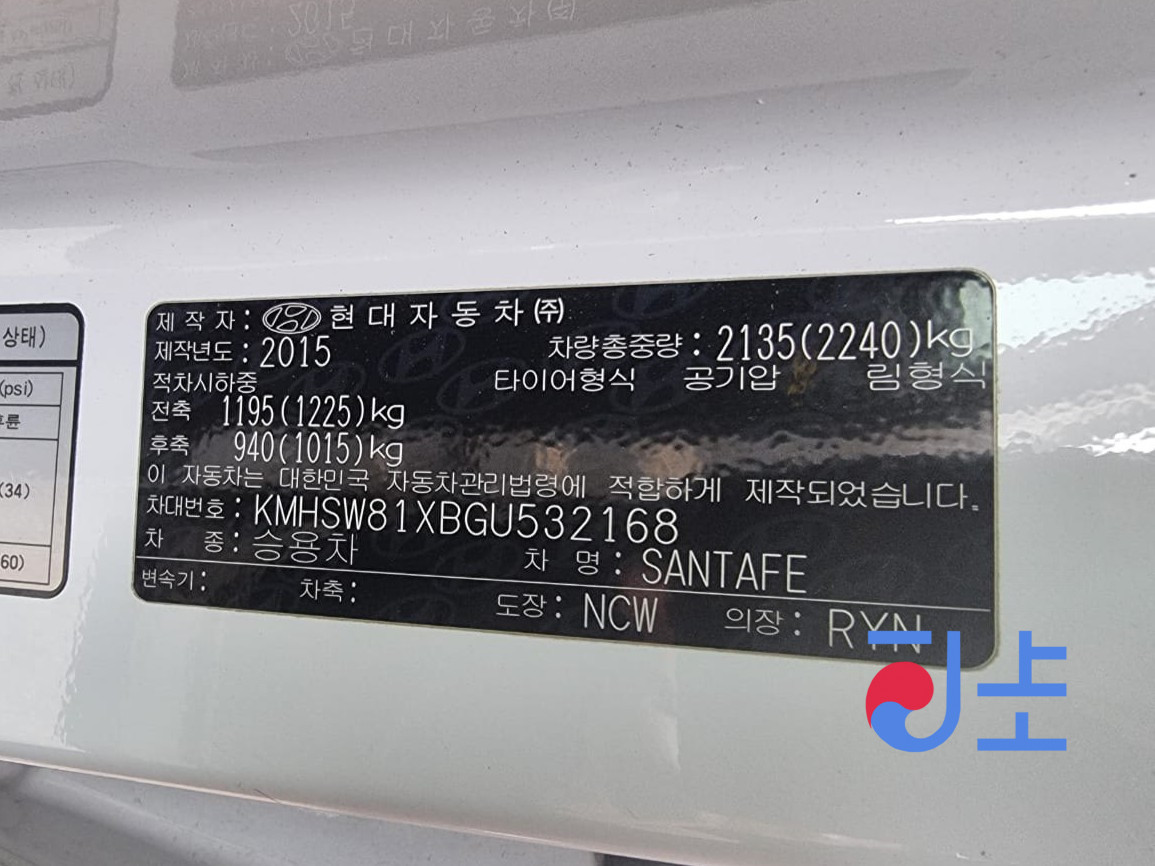 상태)
(psi)
후륜
(34)
60)
제 작 자 : 현 대 자 동 차 ㈜
제작년도 : 2015 차량총중량 : 2135(2240)kg
적차시하중 타이어형식 공기압 림형식
전축 1195(1225)kg
후축 940(1015)kg
이 자동차는 대한민국 자동차관리법령에 적합하게 제작되었습니다.
차대번호 : KMHSW81XBGU532168
차 종 : 승용차 차 명 : SANTAFE
변속기 : 차축 : 도장 : NCW 의장 : RYN